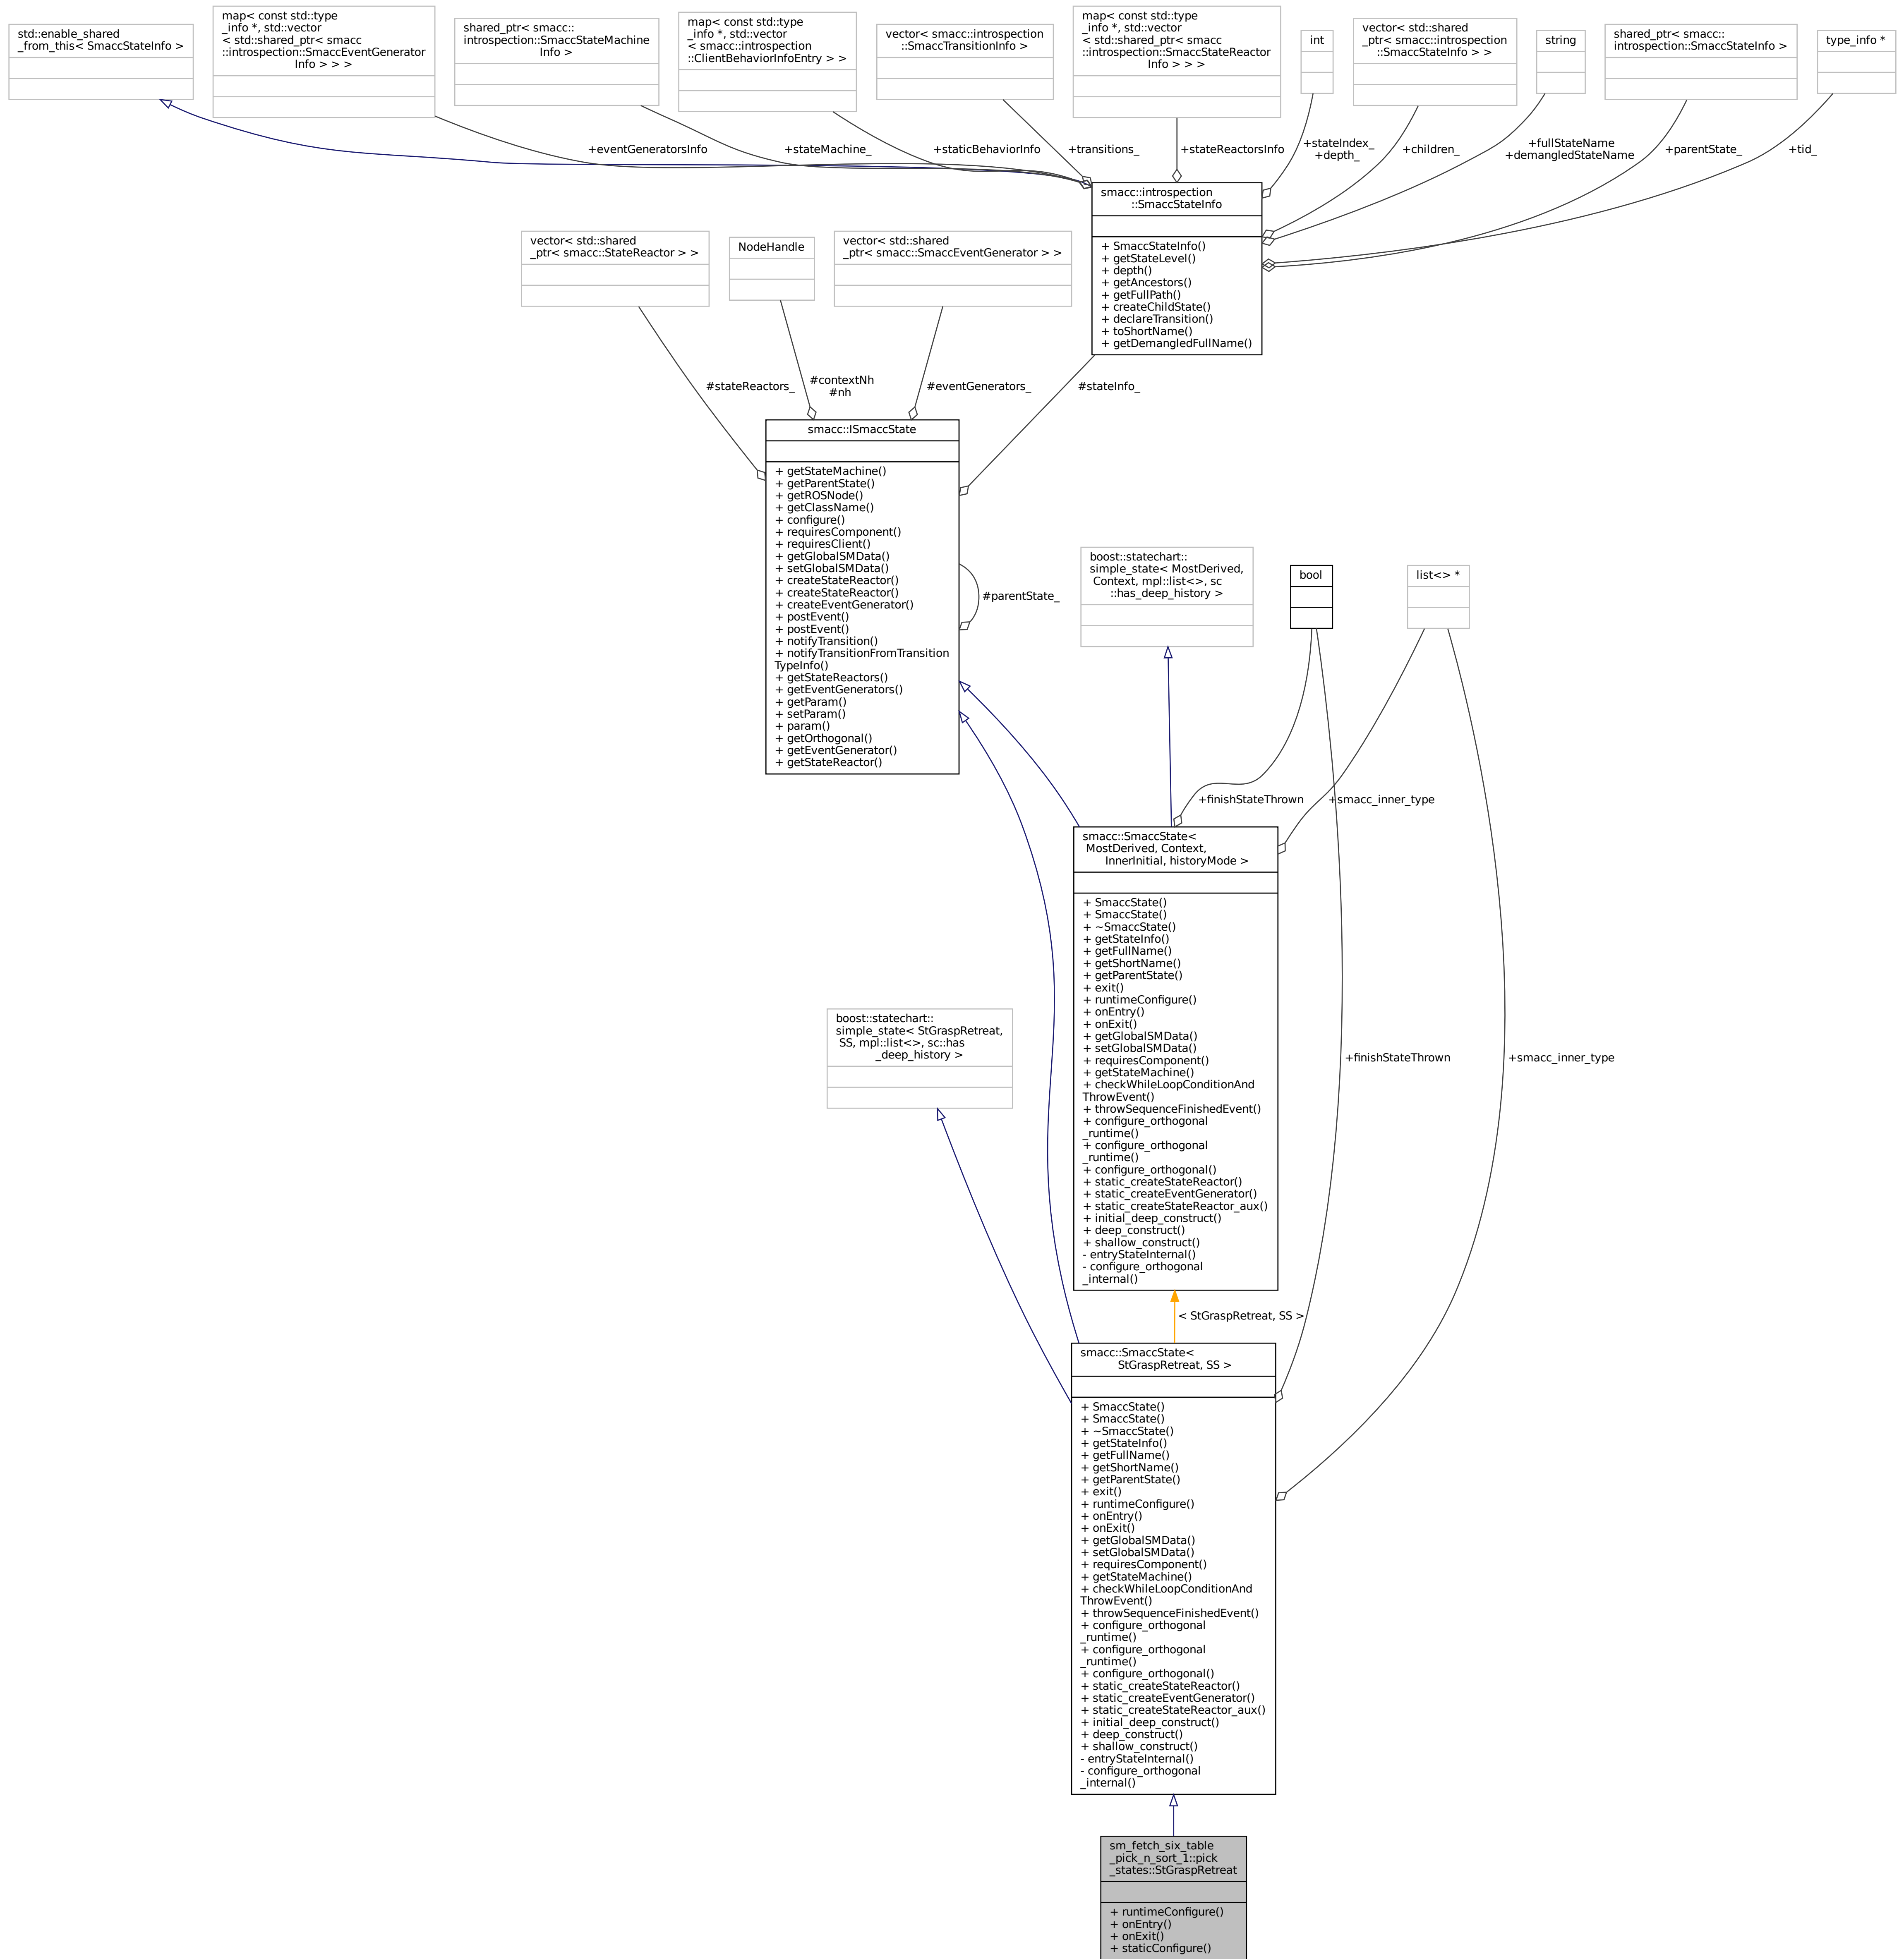 std::enable_shared
_from_this< SmaccStateInfo >
map< const std::type
_info *, std::vector
< std::shared_ptr< smacc
::introspection::SmaccEventGenerator
Info > > >
shared_ptr< smacc::
introspection::SmaccStateMachine
Info >
map< const std::type
_info *, std::vector
< smacc::introspection
::ClientBehaviorInfoEntry > >
vector< smacc::introspection
::SmaccTransitionInfo >
map< const std::type
_info *, std::vector
< std::shared_ptr< smacc
::introspection::SmaccStateReactor
Info > > >
int
vector< std::shared
_ptr< smacc::introspection
::SmaccStateInfo > >
string
shared_ptr< smacc::
introspection::SmaccStateInfo >
type_info *
+eventGeneratorsInfo
+stateMachine_
+staticBehaviorInfo
+transitions_
+stateReactorsInfo
+stateIndex_
+depth_
+children_
+fullStateName
+demangledStateName
+parentState_
+tid_
smacc::introspection
::SmaccStateInfo
+ SmaccStateInfo()
+ getStateLevel()
+ depth()
+ getAncestors()
+ getFullPath()
+ createChildState()
+ declareTransition()
+ toShortName()
+ getDemangledFullName()
vector< std::shared
_ptr< smacc::StateReactor > >
NodeHandle
vector< std::shared
_ptr< smacc::SmaccEventGenerator > >
#stateReactors_
#contextNh
#nh
#eventGenerators_
#stateInfo_
smacc::ISmaccState
+ getStateMachine()
+ getParentState()
+ getROSNode()
+ getClassName()
+ configure()
+ requiresComponent()
+ requiresClient()
+ getGlobalSMData()
+ setGlobalSMData()
+ createStateReactor()
+ createStateReactor()
+ createEventGenerator()
+ postEvent()
+ postEvent()
+ notifyTransition()
+ notifyTransitionFromTransition
TypeInfo()
+ getStateReactors()
+ getEventGenerators()
+ getParam()
+ setParam()
+ param()
+ getOrthogonal()
+ getEventGenerator()
+ getStateReactor()
#parentState_
boost::statechart::
simple_state< MostDerived,
Context, mpl::list<>, sc
::has_deep_history >
bool
list<> *
+finishStateThrown
+smacc_inner_type
smacc::SmaccState<
MostDerived, Context,
InnerInitial, historyMode >
+ SmaccState()
+ SmaccState()
+ ~SmaccState()
+ getStateInfo()
+ getFullName()
+ getShortName()
+ getParentState()
+ exit()
+ runtimeConfigure()
+ onEntry()
+ onExit()
+ getGlobalSMData()
+ setGlobalSMData()
+ requiresComponent()
+ getStateMachine()
+ checkWhileLoopConditionAnd
ThrowEvent()
+ throwSequenceFinishedEvent()
+ configure_orthogonal
_runtime()
+ configure_orthogonal
_runtime()
+ configure_orthogonal()
+ static_createStateReactor()
+ static_createEventGenerator()
+ static_createStateReactor_aux()
+ initial_deep_construct()
+ deep_construct()
+ shallow_construct()
- entryStateInternal()
- configure_orthogonal
_internal()
boost::statechart::
simple_state< StGraspRetreat,
SS, mpl::list<>, sc::has
_deep_history >
+finishStateThrown
+smacc_inner_type
< StGraspRetreat, SS >
smacc::SmaccState<
StGraspRetreat, SS >
+ SmaccState()
+ SmaccState()
+ ~SmaccState()
+ getStateInfo()
+ getFullName()
+ getShortName()
+ getParentState()
+ exit()
+ runtimeConfigure()
+ onEntry()
+ onExit()
+ getGlobalSMData()
+ setGlobalSMData()
+ requiresComponent()
+ getStateMachine()
+ checkWhileLoopConditionAnd
ThrowEvent()
+ throwSequenceFinishedEvent()
+ configure_orthogonal
_runtime()
+ configure_orthogonal
_runtime()
+ configure_orthogonal()
+ static_createStateReactor()
+ static_createEventGenerator()
+ static_createStateReactor_aux()
+ initial_deep_construct()
+ deep_construct()
+ shallow_construct()
- entryStateInternal()
- configure_orthogonal
_internal()
sm_fetch_six_table
_pick_n_sort_1::pick
_states::StGraspRetreat
+ runtimeConfigure()
+ onEntry()
+ onExit()
+ staticConfigure()